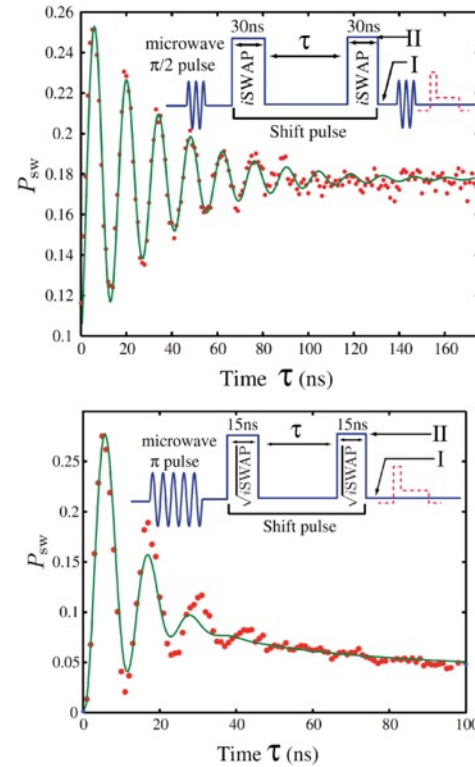 0.26
0.24
0.22
0.2
0.18
0.16
0.14
0.12
0.1
P_sw
microwave
π/2 pulse
30ns
iSWAP
τ
30ns
iSWAP
II
I
Shift pulse
0 20 40 60 80 100 120 140 160
Time τ (ns)
0.25
0.2
0.15
0.1
0.05
0
P_sw
microwave
π pulse
15ns
√iSWAP
τ
15ns
√iSWAP
II
I
Shift pulse
0 20 40 60 80 100
Time τ (ns)